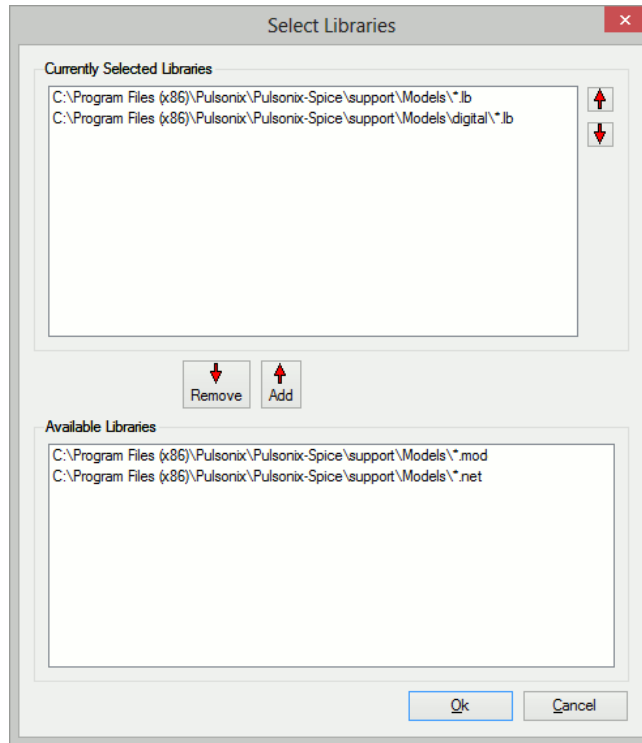 Select Libraries
Currently Selected Libraries
C:\Program Files (x86)\Pulsonix\Pulsonix-Spice\support\Models\*.lb
C:\Program Files (x86)\Pulsonix\Pulsonix-Spice\support\Models\digital\*.lb
Remove
Add
Available Libraries
C:\Program Files (x86)\Pulsonix\Pulsonix-Spice\support\Models\*.mod
C:\Program Files (x86)\Pulsonix\Pulsonix-Spice\support\Models\*.net
Ok
Cancel